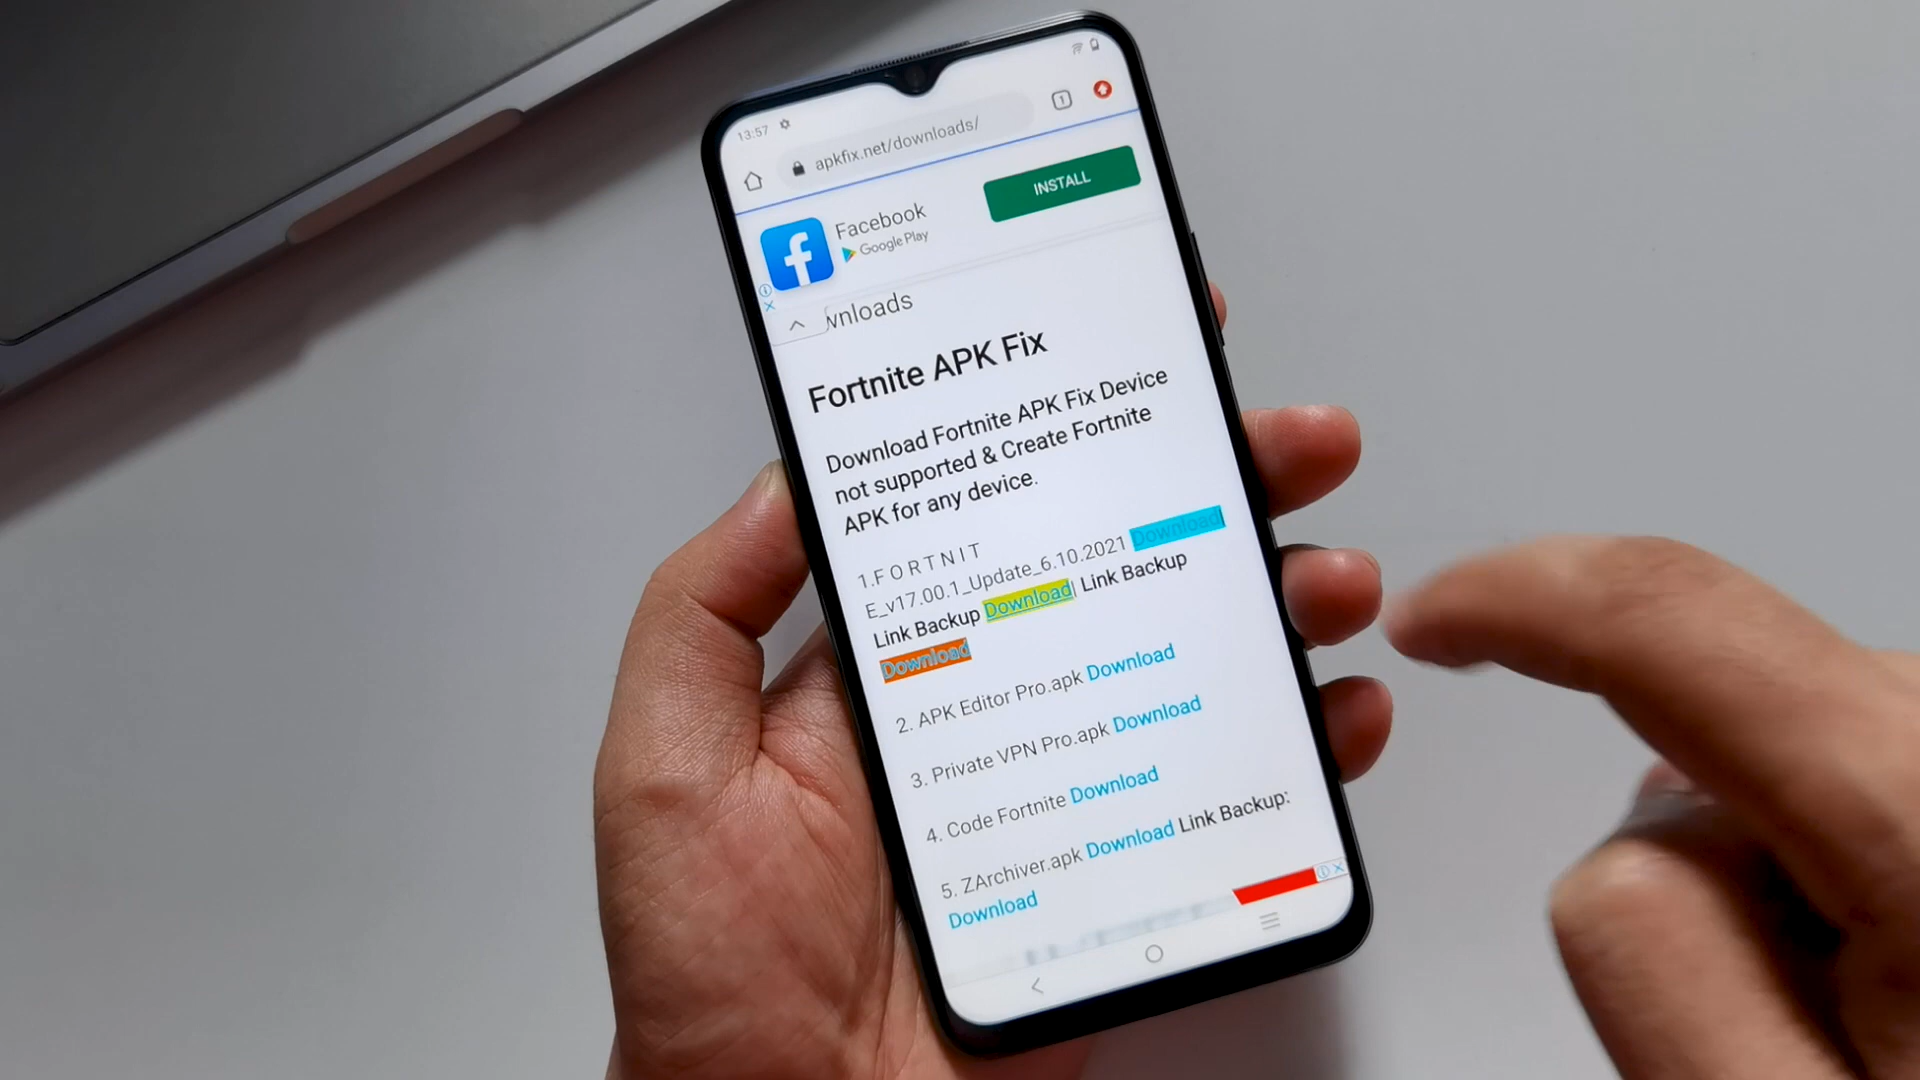 13:57
1
apkfix.net/downloads/
Facebook
Google Play
INSTALL
wnloads
Fortnite APK Fix
Download Fortnite APK Fix Device
not supported & Create Fortnite
APK for any device.
1.F O R T N I T
E_v17.00.1_Update_6.10.2021 Download|
Link Backup Download| Link Backup
Download
2. APK Editor Pro.apk Download
3. Private VPN Pro.apk Download
4. Code Fortnite Download
5. ZArchiver.apk Download Link Backup:
Download